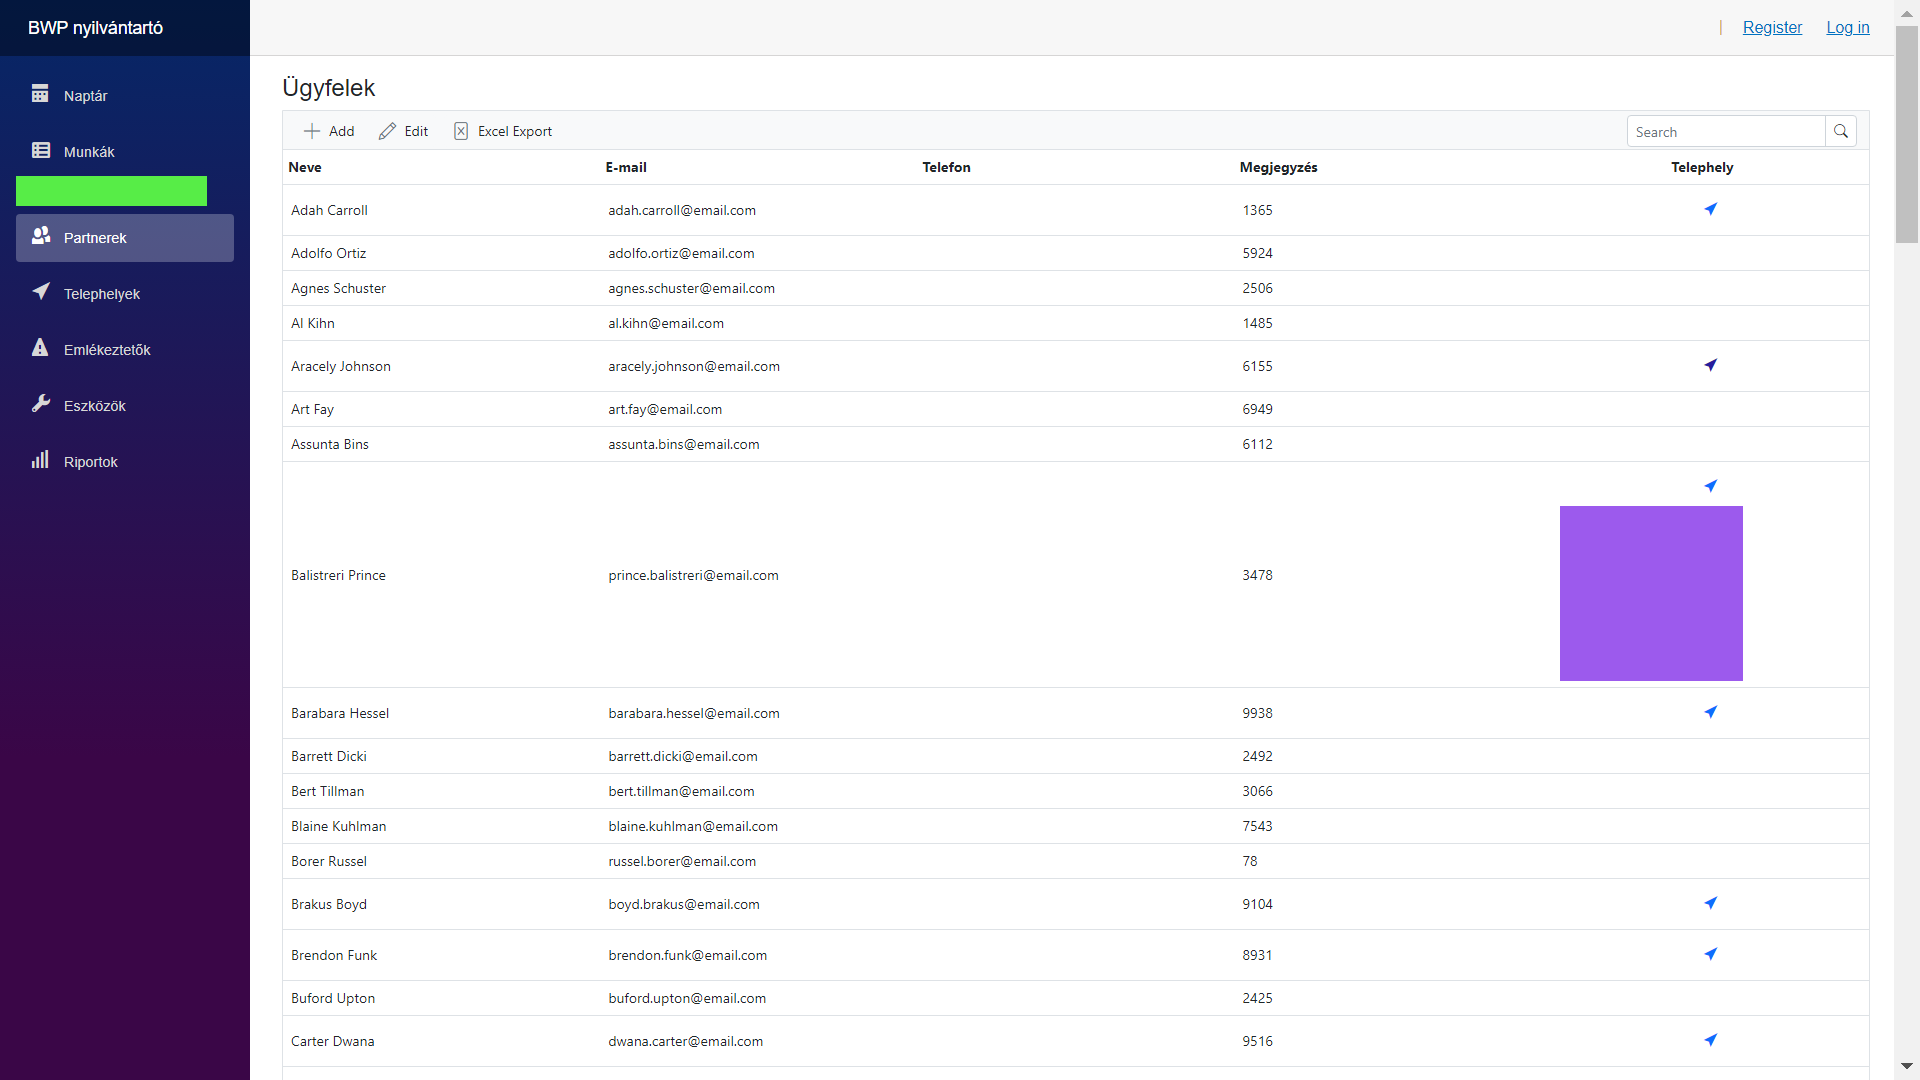 BWP nyilvántartó
Register Log in
Naptár
Munkák
Partnerek
Telephelyek
Emlékeztetők
Eszközök
Riportok
Ügyfelek
Add Edit Excel Export Search
Neve E-mail Telefon Megjegyzés Telephely
Adah Carroll adah.carroll@email.com 1365
Adolfo Ortiz adolfo.ortiz@email.com 5924
Agnes Schuster agnes.schuster@email.com 2506
Al Kihn al.kihn@email.com 1485
Aracely Johnson aracely.johnson@email.com 6155
Art Fay art.fay@email.com 6949
Assunta Bins assunta.bins@email.com 6112
Balistreri Prince prince.balistreri@email.com 3478
Barabara Hessel barabara.hessel@email.com 9938
Barrett Dicki barrett.dicki@email.com 2492
Bert Tillman bert.tillman@email.com 3066
Blaine Kuhlman blaine.kuhlman@email.com 7543
Borer Russel russel.borer@email.com 78
Brakus Boyd boyd.brakus@email.com 9104
Brendon Funk brendon.funk@email.com 8931
Buford Upton buford.upton@email.com 2425
Carter Dwana dwana.carter@email.com 9516